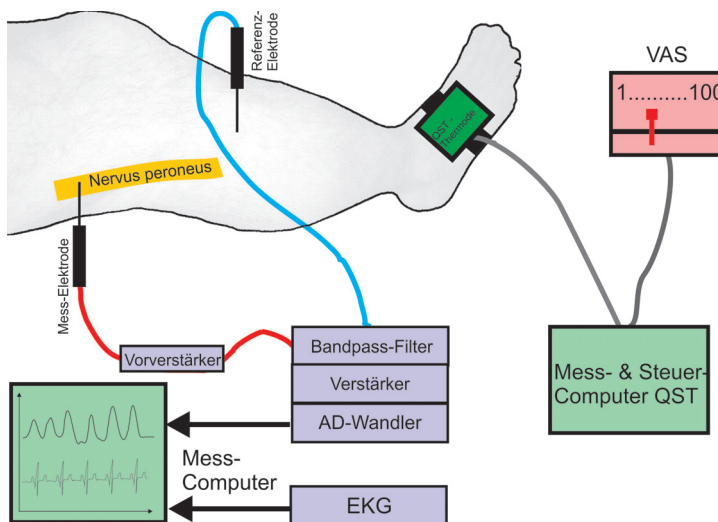 Referenz-
Elektrode
VAS
1..........100
QST -
Thermode
Nervus peroneus
Mess-Elektrode
Vorverstärker
Bandpass-Filter
Verstärker
AD-Wandler
Mess- & Steuer-
Computer QST
Mess-
Computer
EKG